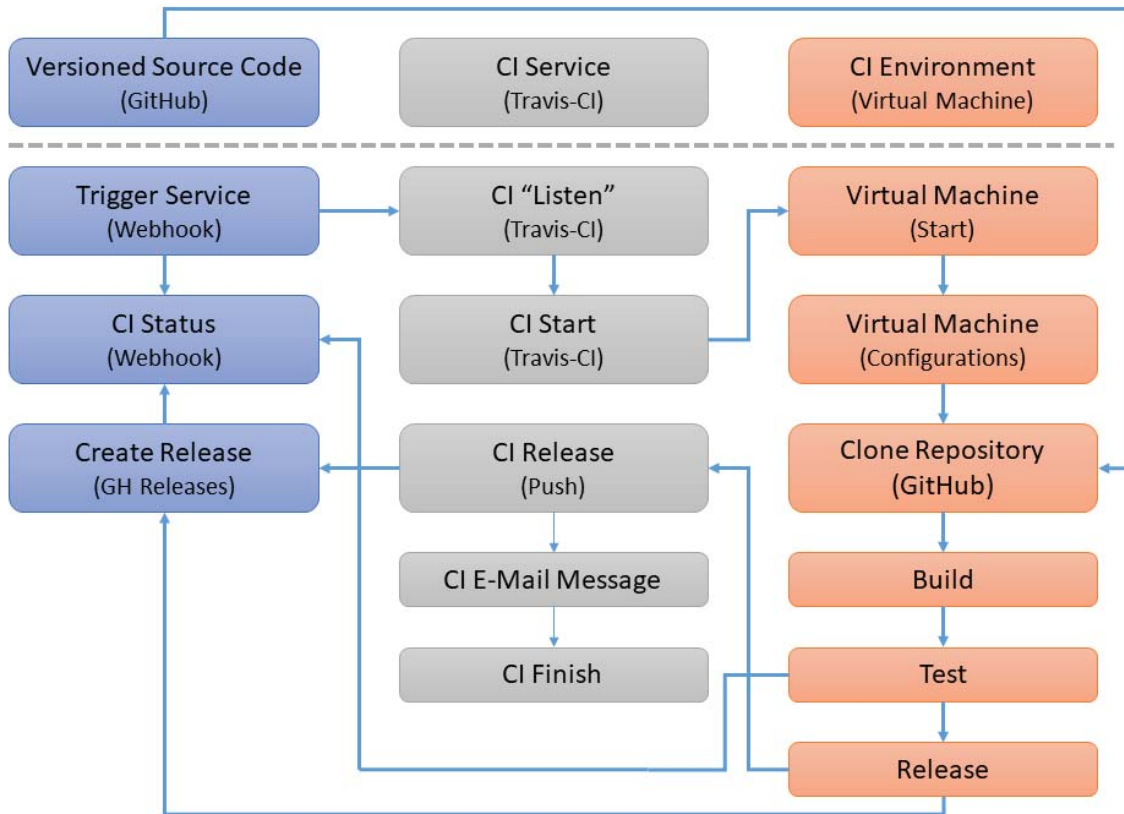 Versioned Source Code
(GitHub)
CI Service
(Travis-CI)
CI Environment
(Virtual Machine)
Trigger Service
(Webhook)
CI “Listen”
(Travis-CI)
Virtual Machine
(Start)
CI Status
(Webhook)
CI Start
(Travis-CI)
Virtual Machine
(Configurations)
Create Release
(GH Releases)
CI Release
(Push)
Clone Repository
(GitHub)
CI E-Mail Message
Build
CI Finish
Test
Release